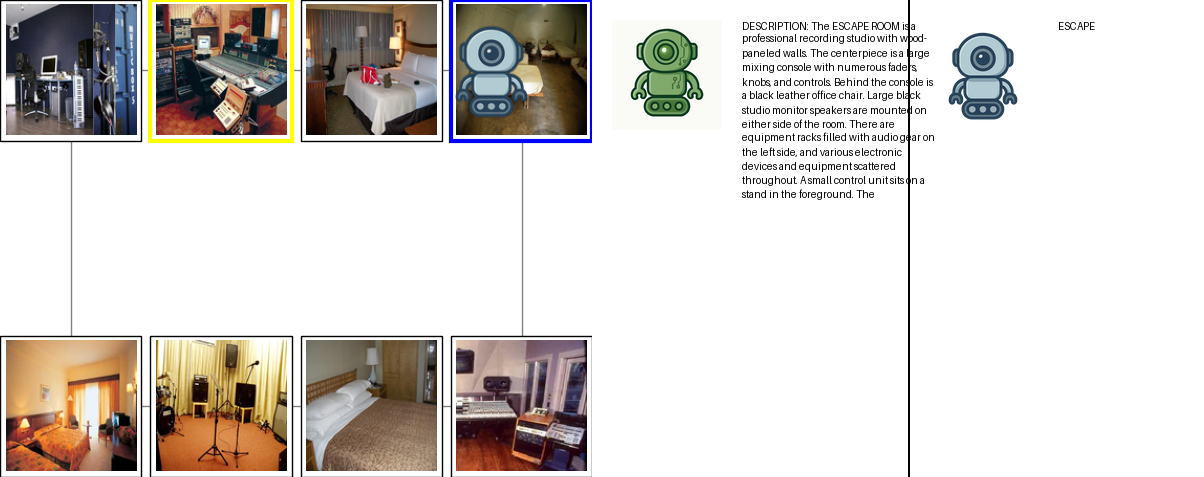 MUSIC BOX 5
DESCRIPTION: The ESCAPE ROOM is a
professional recording studio with wood-
paneled walls. The centerpiece is a large
mixing console with numerous faders,
knobs, and controls. Behind the console is
a black leather office chair. Large black
studio monitor speakers are mounted on
either side of the room. There are
equipment racks filled with audio gear on
the left side, and various electronic
devices and equipment scattered
throughout. A small control unit sits on a
stand in the foreground. The
ESCAPE